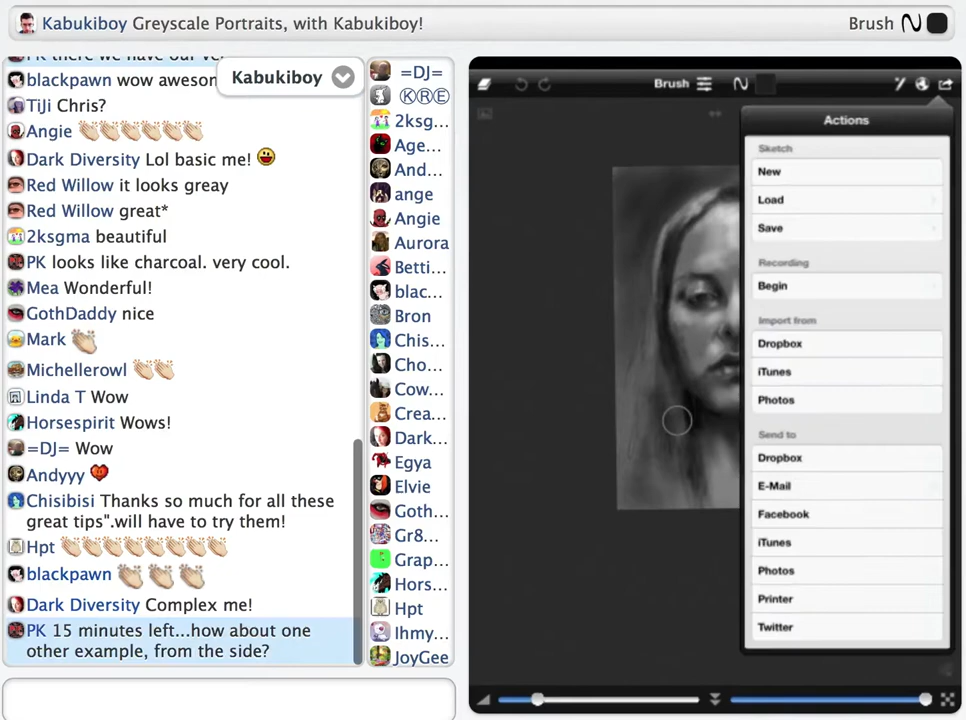 Kabukiboy Greyscale Portraits, with Kabukiboy!
Brush
Kabukiboy
blackpawn wow aweson
TiJi Chris?
Angie
Dark Diversity Lol basic me!
Red Willow it looks greay
Red Willow great*
2ksgma beautiful
PK looks like charcoal. very cool.
Mea Wonderful!
GothDaddy nice
Mark
Michellerowl
Linda T Wow
Horsespirit Wows!
=DJ= Wow
Andyyy
Chisibisi Thanks so much for all these
great tips".will have to try them!
Hpt
blackpawn
Dark Diversity Complex me!
PK 15 minutes left...how about one
other example, from the side?
=DJ=
ⓀⓇⒺ
2ksg...
Age...
And...
ange
Angie
Aurora
Betti...
blac...
Bron
Chis...
Cho...
Cow...
Crea...
Dark...
Egya
Elvie
Goth...
Gr8...
Grap...
Hors...
Hpt
Ihmy...
JoyGee
Brush
Actions
Sketch
New
Load
Save
Recording
Begin
Import from
Dropbox
iTunes
Photos
Send to
Dropbox
E-Mail
Facebook
iTunes
Photos
Printer
Twitter